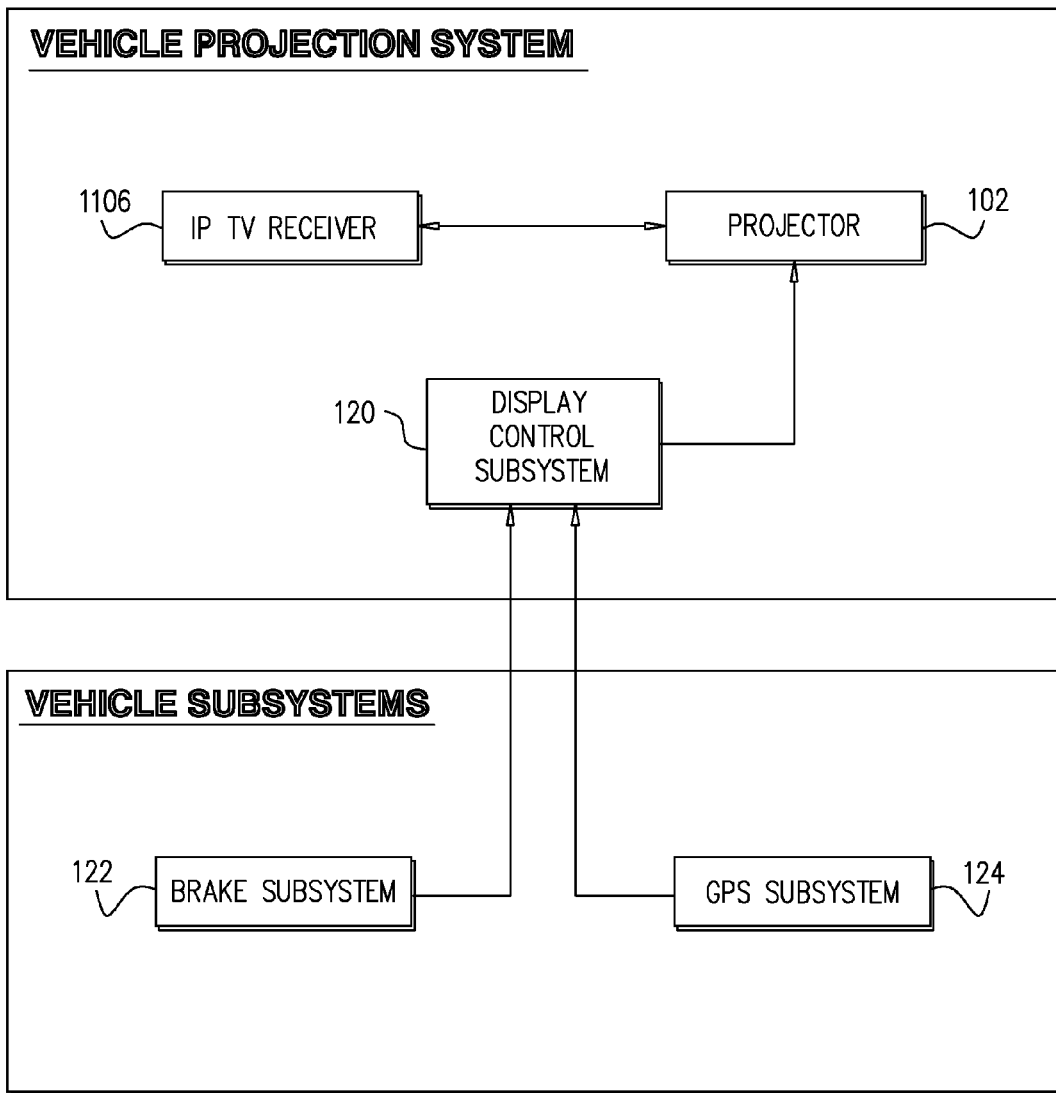 VEHICLE PROJECTION SYSTEM
1106
IP TV RECEIVER
PROJECTOR
102
120
DISPLAY
CONTROL
SUBSYSTEM
VEHICLE SUBSYSTEMS
122
BRAKE SUBSYSTEM
GPS SUBSYSTEM
124